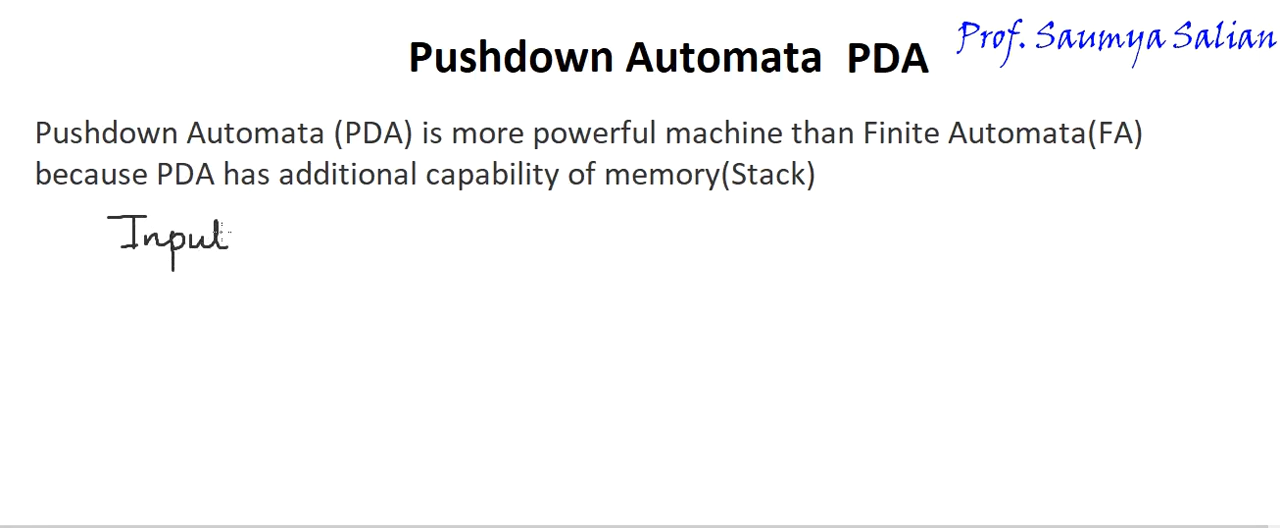 Pushdown Automata PDA
Prof. Saumya Salian
Pushdown Automata (PDA) is more powerful machine than Finite Automata(FA)
because PDA has additional capability of memory(Stack)
Input